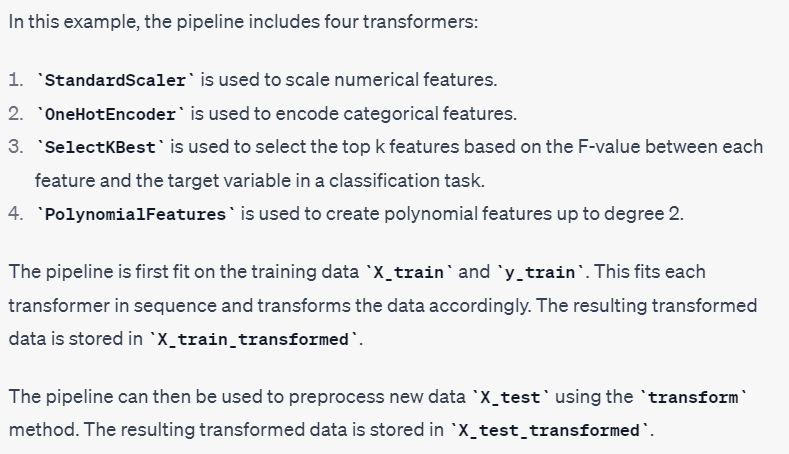 In this example, the pipeline includes four transformers:
1. `StandardScaler` is used to scale numerical features.
2. `OneHotEncoder` is used to encode categorical features.
3. `SelectKBest` is used to select the top k features based on the F-value between each
feature and the target variable in a classification task.
4. `PolynomialFeatures` is used to create polynomial features up to degree 2.
The pipeline is first fit on the training data `X_train` and `y_train`. This fits each
transformer in sequence and transforms the data accordingly. The resulting transformed
data is stored in `X_train_transformed`.
The pipeline can then be used to preprocess new data `X_test` using the `transform`
method. The resulting transformed data is stored in `X_test_transformed`.